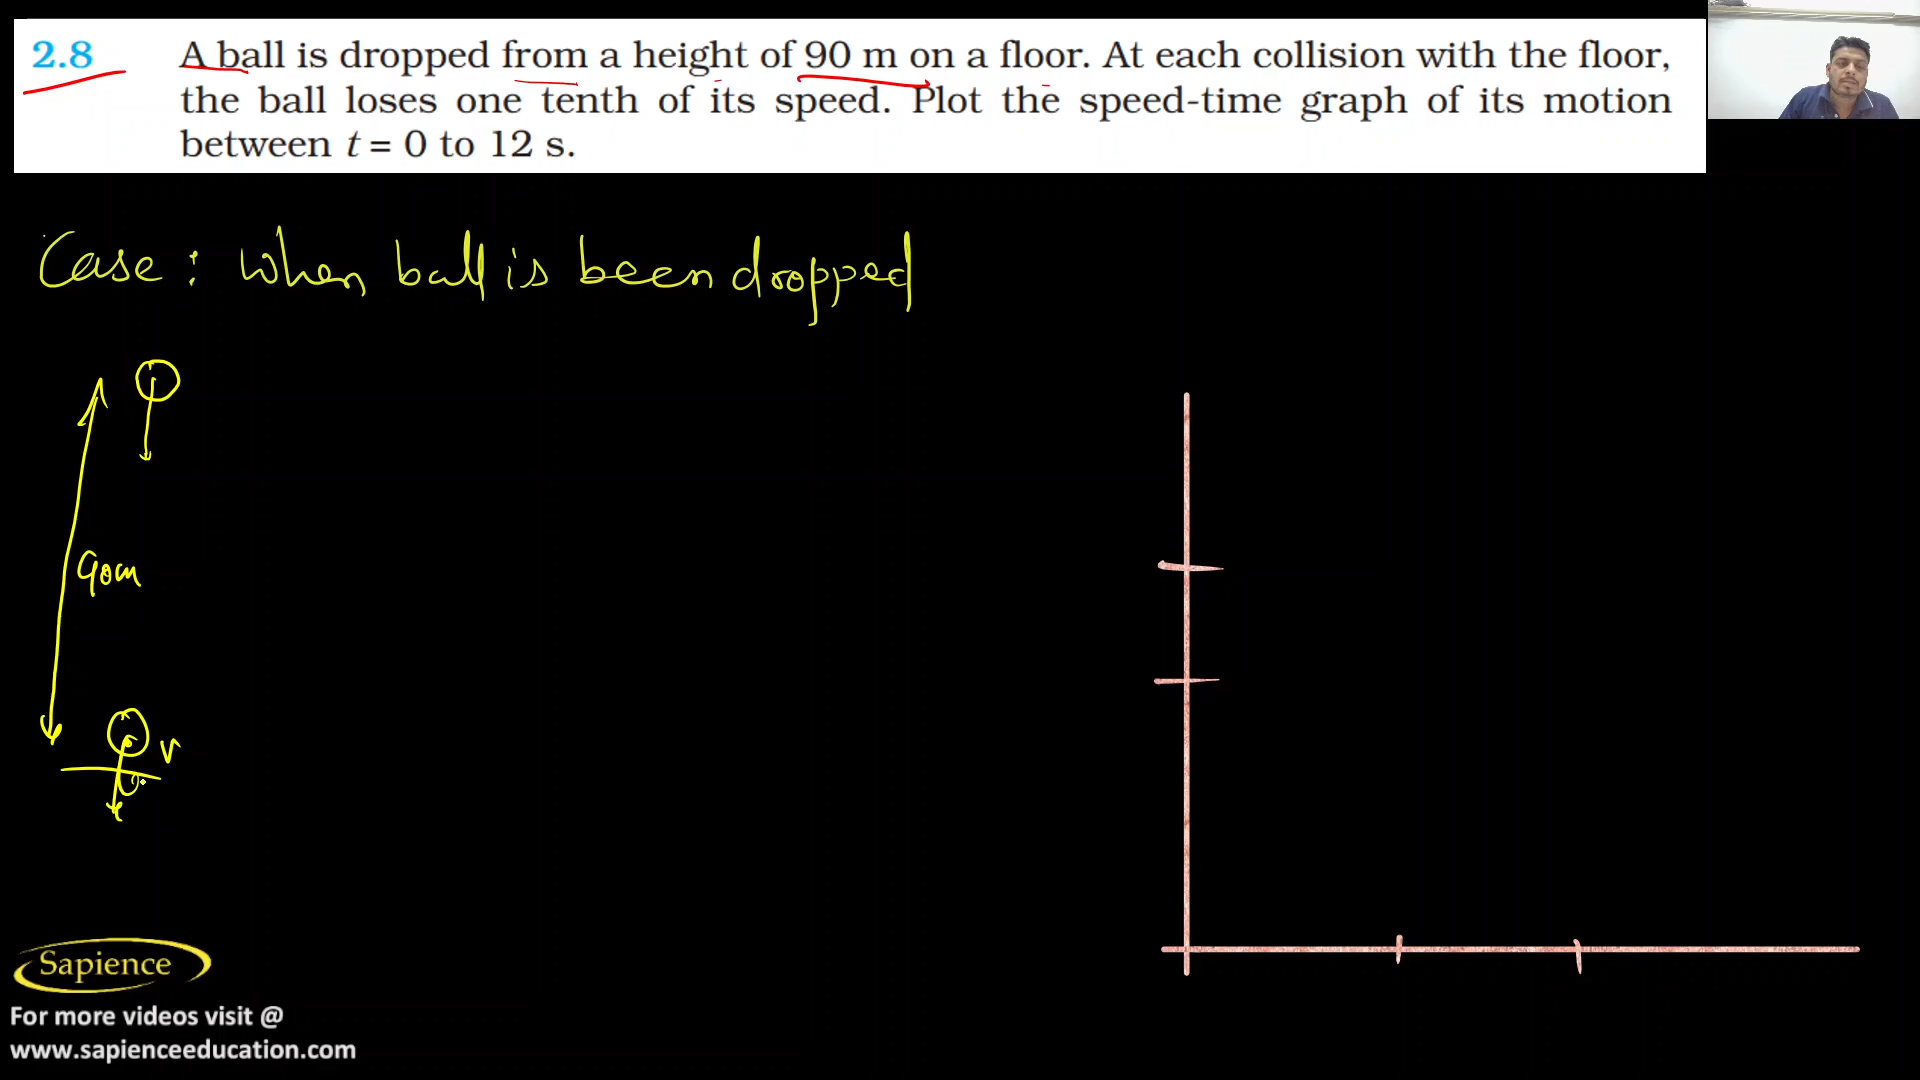 2.8 A ball is dropped from a height of 90 m on a floor. At each collision with the floor,
the ball loses one tenth of its speed. Plot the speed-time graph of its motion
between t = 0 to 12 s.
Case : When ball is been dropped
90m
v
Sapience
For more videos visit @
www.sapienceeducation.com